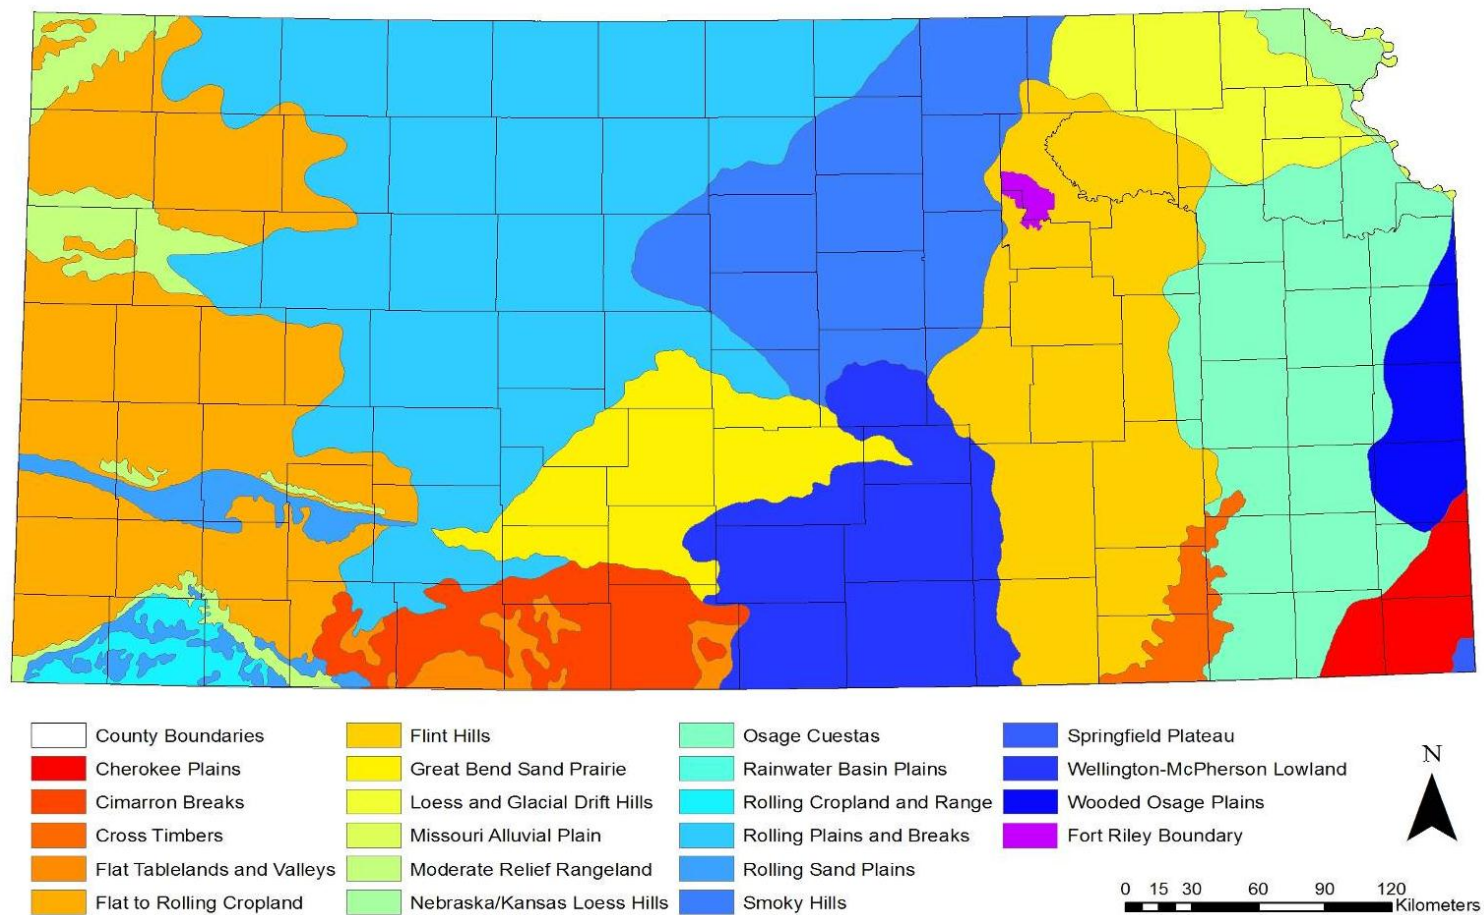 County Boundaries
Cherokee Plains
Cimarron Breaks
Cross Timbers
Flat Tablelands and Valleys
Flat to Rolling Cropland
Flint Hills
Great Bend Sand Prairie
Loess and Glacial Drift Hills
Missouri Alluvial Plain
Moderate Relief Rangeland
Nebraska/Kansas Loess Hills
Osage Cuestas
Rainwater Basin Plains
Rolling Cropland and Range
Rolling Plains and Breaks
Rolling Sand Plains
Smoky Hills
Springfield Plateau
Wellington-McPherson Lowland
Wooded Osage Plains
Fort Riley Boundary
N
0 15 30 60 90 120
Kilometers